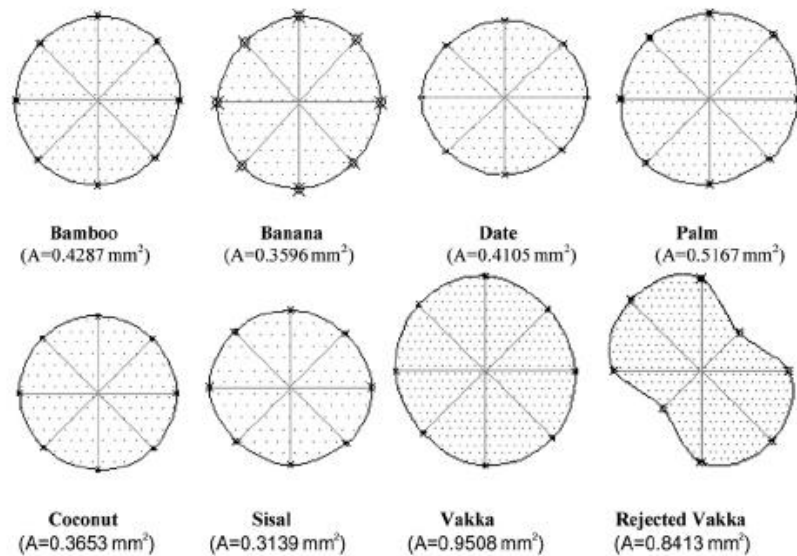 Bamboo
(A=0.4287 mm²)
Banana
(A=0.3596 mm²)
Date
(A=0.4105 mm²)
Palm
(A=0.5167 mm²)
Coconut
(A=0.3653 mm²)
Sisal
(A=0.3139 mm²)
Vakka
(A=0.9508 mm²)
Rejected Vakka
(A=0.8413 mm²)